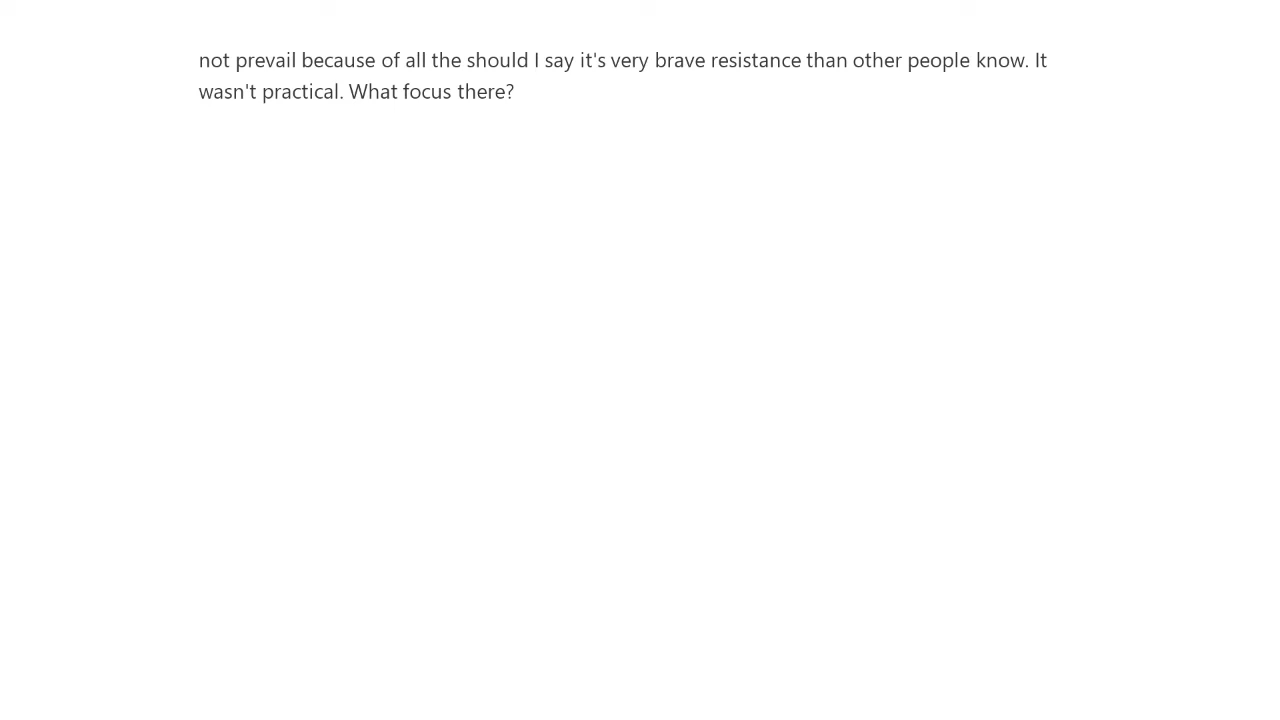 not prevail because of all the should I say it's very brave resistance than other people know. It
wasn't practical. What focus there?